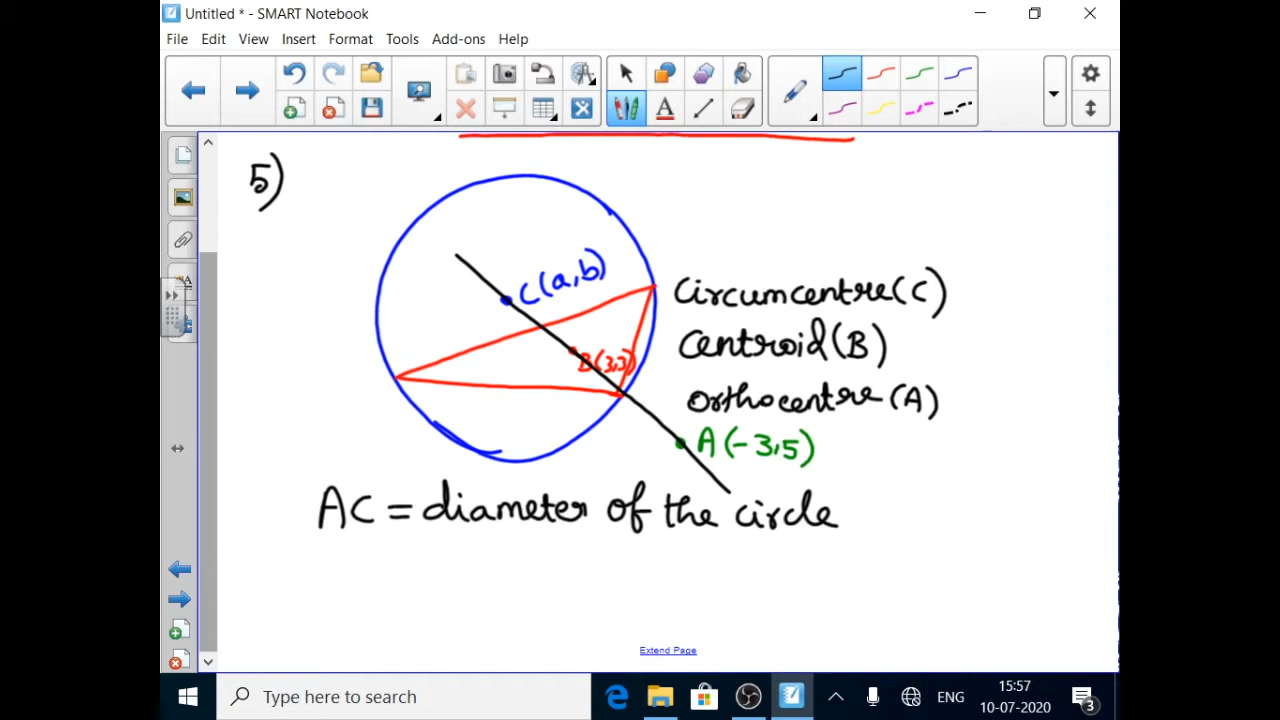 Untitled * - SMART Notebook
File Edit View Insert Format Tools Add-ons Help
5)
C(a,b)
Circumcentre(C)
B(3,3)
Centroid(B)
Orthocentre(A)
A(-3,5)
AC = diameter of the circle
Extend Page
Type here to search
ENG
15:57
10-07-2020
3